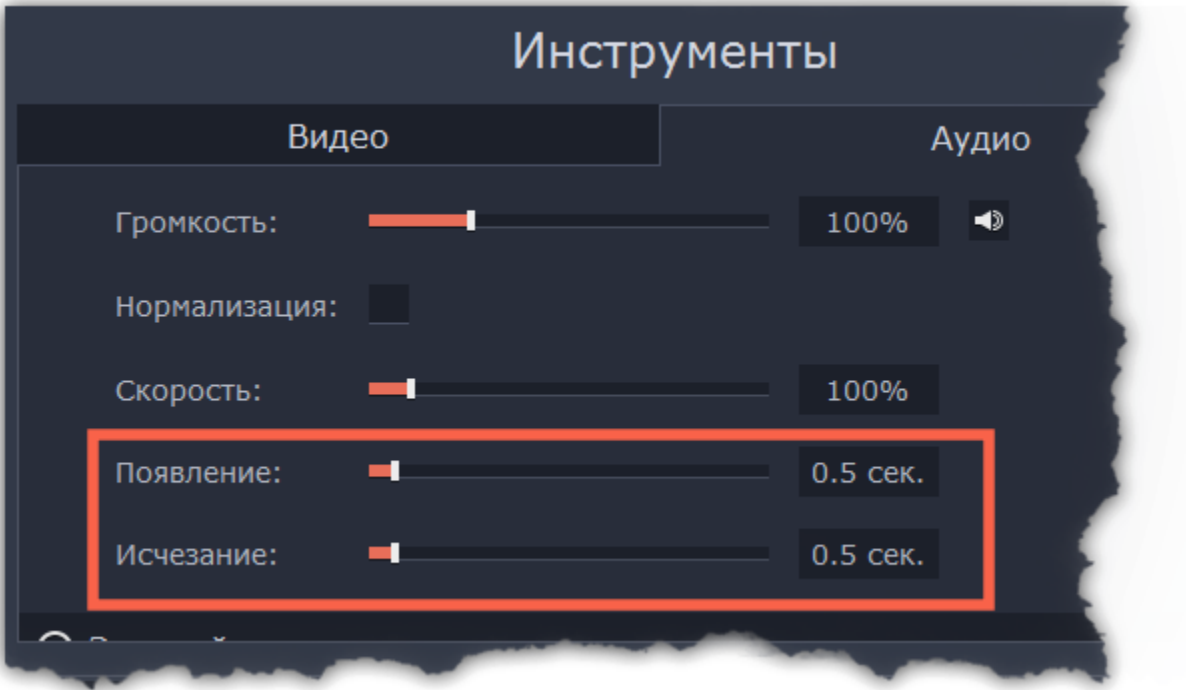 Инструменты
Видео
Аудио
Громкость: 100%
Нормализация:
Скорость: 100%
Появление: 0.5 сек.
Исчезание: 0.5 сек.